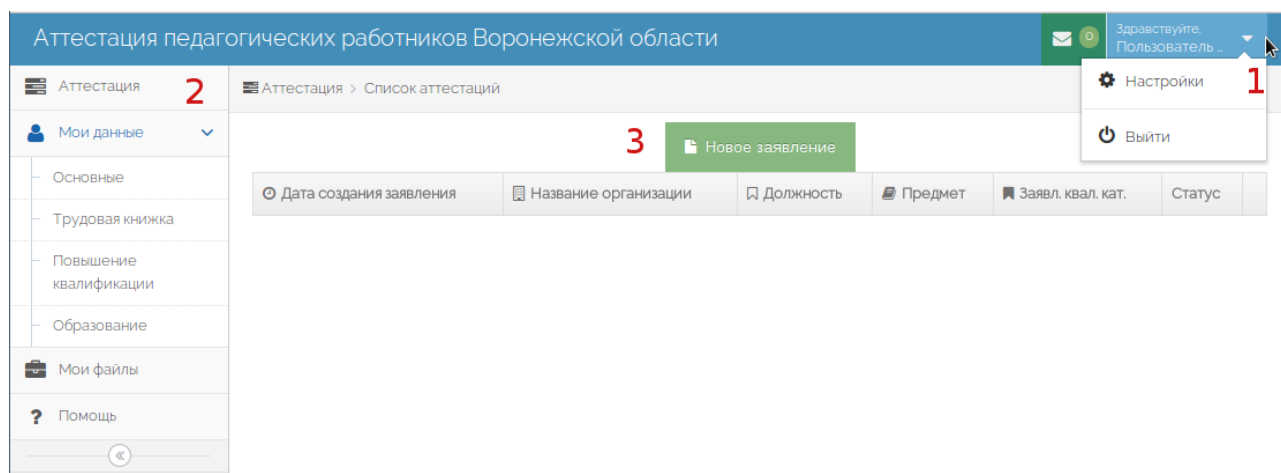 Аттестация педагогических работников Воронежской области
0
Здравствуйте,
Пользователь ..
Аттестация
2
Аттестация > Список аттестаций
Настройки
1
Мои данные
Выйти
3
Новое заявление
Основные
Дата создания заявления Название организации Должность Предмет Заявл. квал. кат. Статус
Трудовая книжка
Повышение
квалификации
Образование
Мои файлы
? Помощь